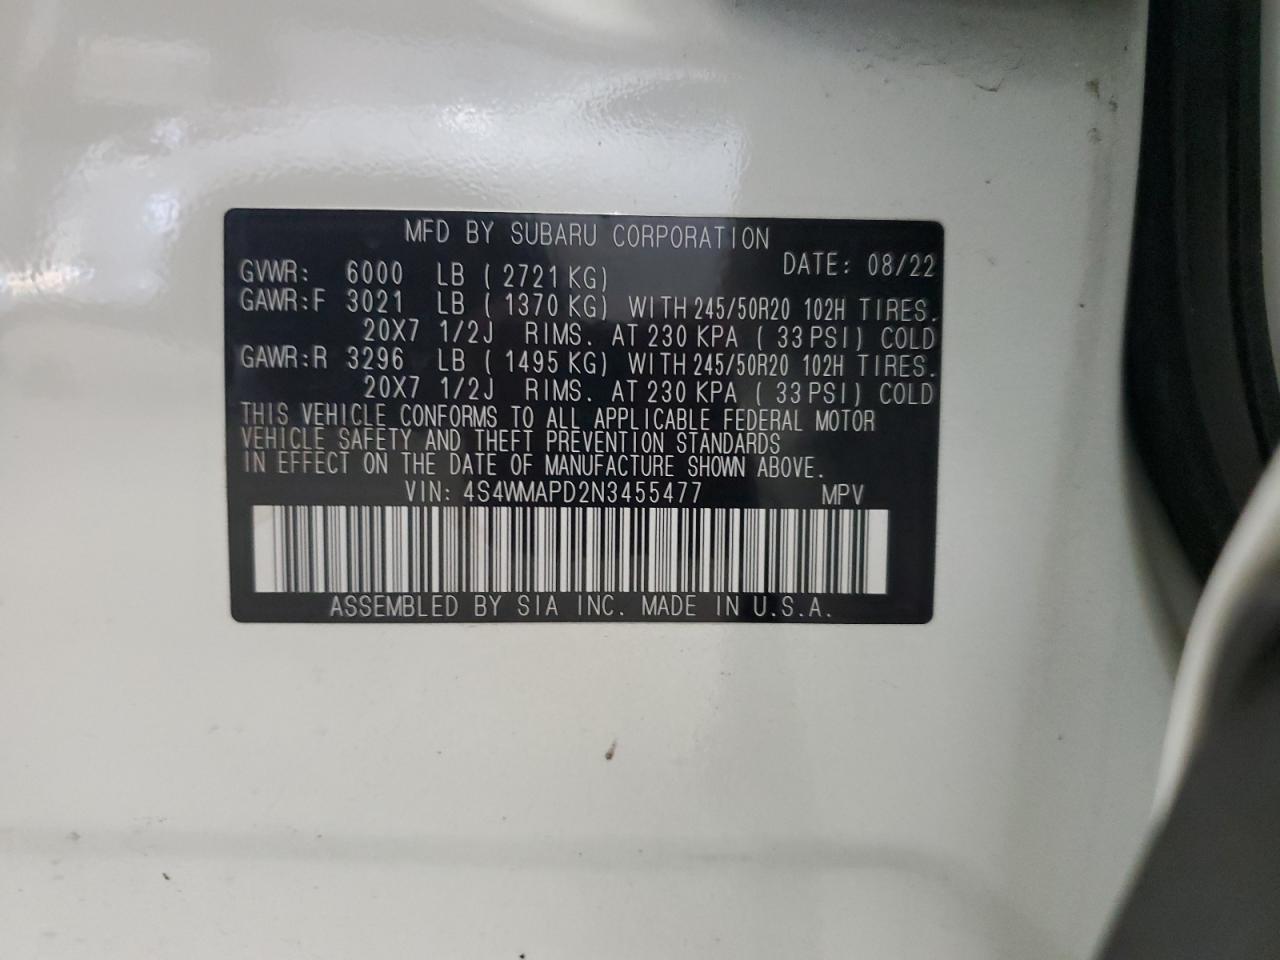 MFD BY SUBARU CORPORATION
DATE: 08/22
GVWR: 6000 LB ( 2721 KG)
GAWR:F 3021 LB ( 1370 KG) WITH 245/50R20 102H TIRES.
20X7 1/2J RIMS. AT 230 KPA ( 33 PSI) COLD
GAWR:R 3296 LB ( 1495 KG) WITH 245/50R20 102H TIRES.
20X7 1/2J RIMS. AT 230 KPA ( 33 PSI) COLD
THIS VEHICLE CONFORMS TO ALL APPLICABLE FEDERAL MOTOR
VEHICLE SAFETY AND THEFT PREVENTION STANDARDS
IN EFFECT ON THE DATE OF MANUFACTURE SHOWN ABOVE.
VIN: 4S4WMAPD2N3455477 MPV
ASSEMBLED BY SIA INC. MADE IN U.S.A.